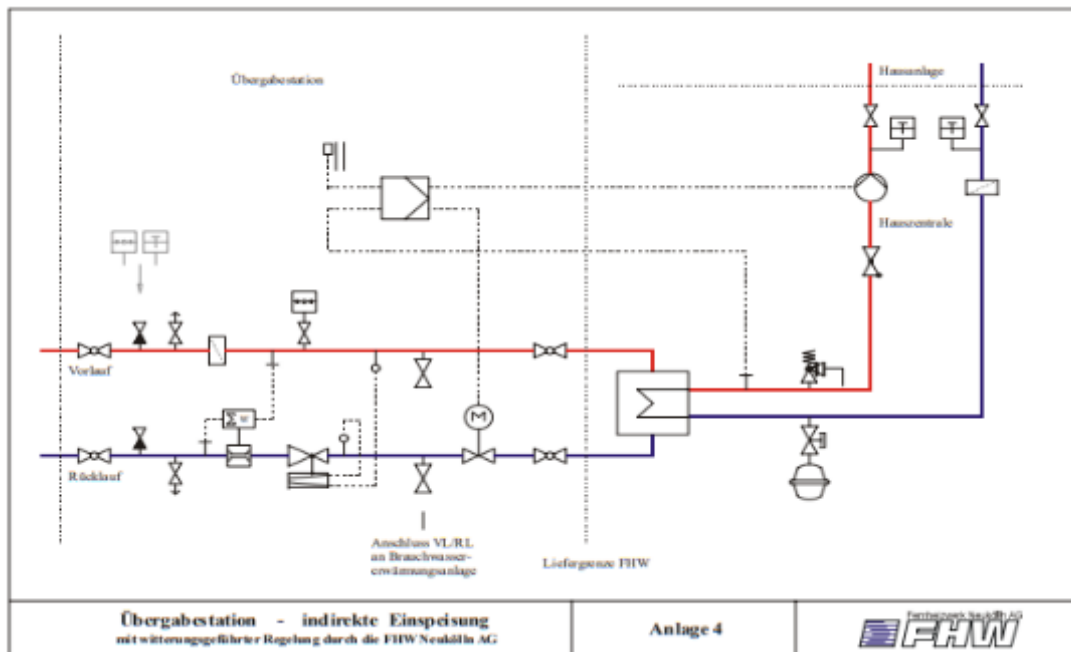 Übergabestation
Hausanlage
T
T
Hauszentrale
T
Vorlauf
Σ W
M
Rücklauf
Anschluss VL/RL
an Brauchwasser-
erwärmungsanlage
Liefergrenze FHW
Übergabestation - indirekte Einspeisung
mit witterungsgeführter Regelung durch die FHW Neukölln AG
Anlage 4
Fernheizwerk Neukölln AG
FHW